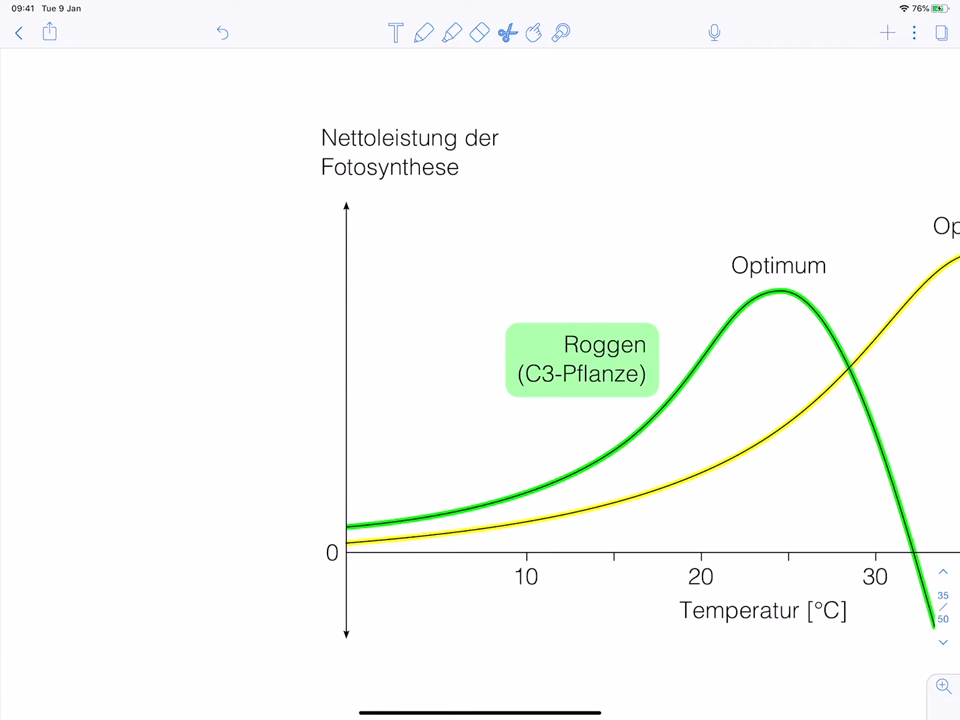 09:41 Tue 9 Jan
76%
T
Nettoleistung der
Fotosynthese
Op
Optimum
Roggen
(C3-Pflanze)
0
10 20 30
Temperatur [°C]
35
/
50